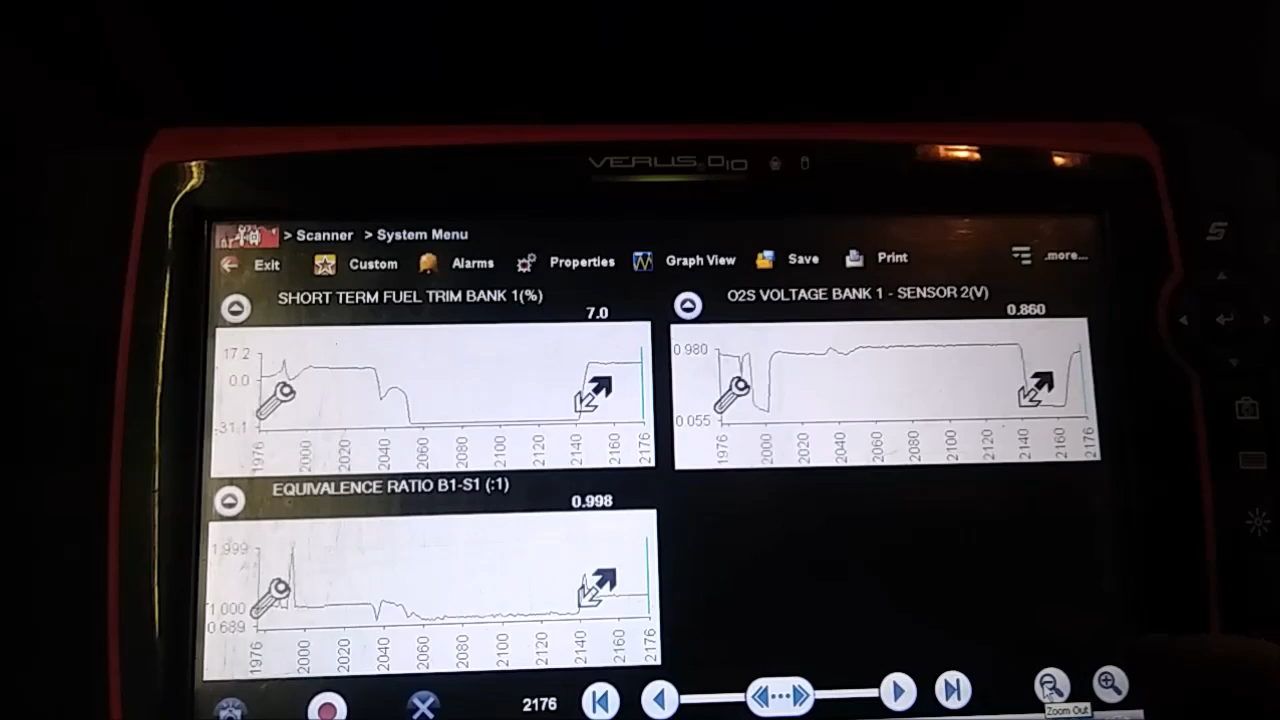 VERUS D10
> Scanner > System Menu
Exit Custom Alarms Properties Graph View Save Print .more...
SHORT TERM FUEL TRIM BANK 1(%)
7.0
17.2
0.0
-31.1
1976 2000 2020 2040 2060 2080 2100 2120 2140 2160 2176
O2S VOLTAGE BANK 1 - SENSOR 2(V)
0.860
0.980
0.055
1976 2000 2020 2040 2060 2080 2100 2120 2140 2160 2176
EQUIVALENCE RATIO B1-S1 (:1)
0.998
1.999
1.000
0.689
1976 2000 2020 2040 2060 2080 2100 2120 2140 2160 2176
2176
Zoom Out
S